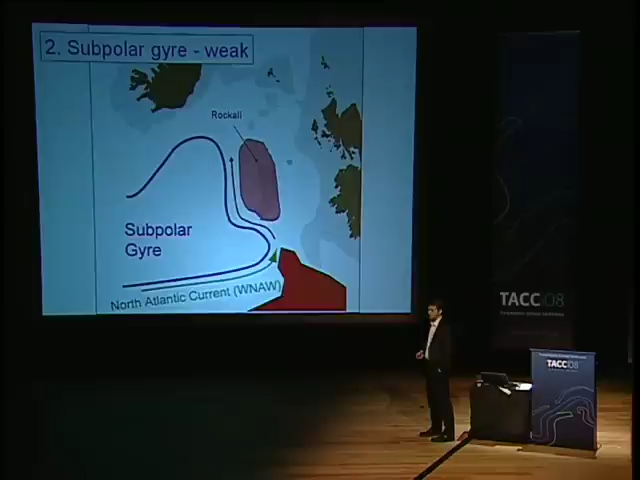 2. Subpolar gyre - weak
Rockall
Subpolar
Gyre
North Atlantic Current (WNAW)
TACC08
TACC08